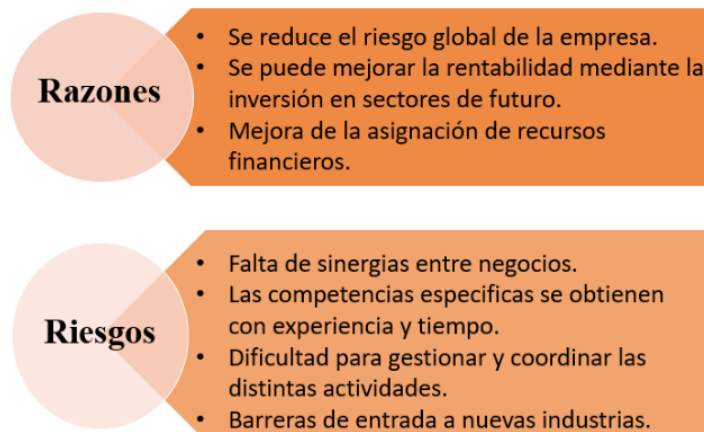 Razones
• Se reduce el riesgo global de la empresa.
• Se puede mejorar la rentabilidad mediante la
inversión en sectores de futuro.
• Mejora de la asignación de recursos
financieros.
Riesgos
• Falta de sinergias entre negocios.
• Las competencias especificas se obtienen
con experiencia y tiempo.
• Dificultad para gestionar y coordinar las
distintas actividades.
• Barreras de entrada a nuevas industrias.